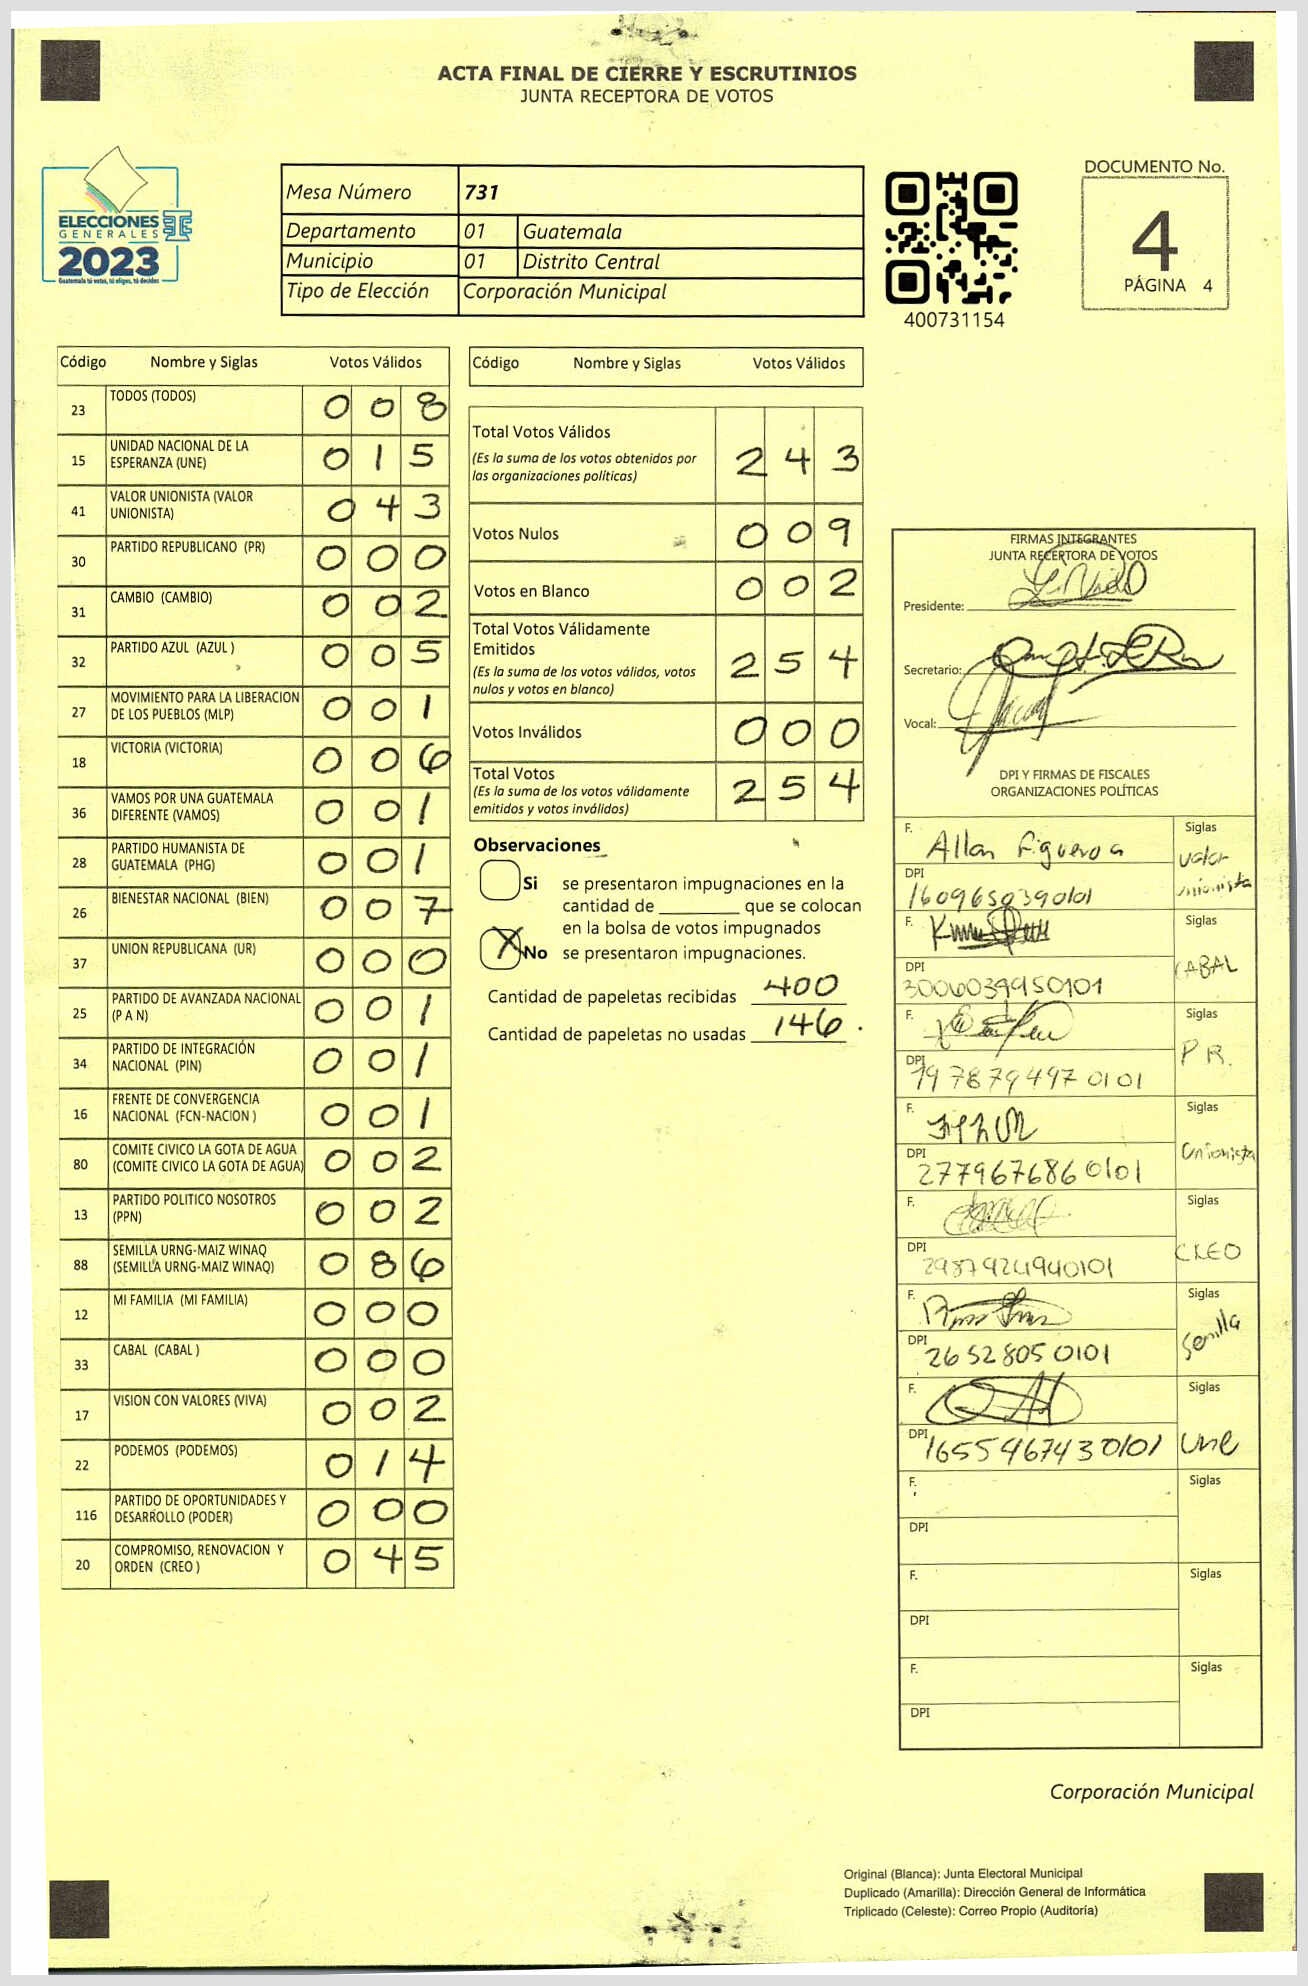 ACTA FINAL DE CIERRE Y ESCRUTINIOS
JUNTA RECEPTORA DE VOTOS
ELECCIONES
GENERALES
2023
Guatemala tú votas, tú eliges, tú decides
Mesa Número 731
Departamento 01 Guatemala
Municipio 01 Distrito Central
Tipo de Elección Corporación Municipal
400731154
DOCUMENTO No.
4
PÁGINA 4
Código Nombre y Siglas Votos Válidos
23 TODOS (TODOS) 0 0 8
15 UNIDAD NACIONAL DE LA ESPERANZA (UNE) 0 1 5
41 VALOR UNIONISTA (VALOR UNIONISTA) 0 4 3
30 PARTIDO REPUBLICANO (PR) 0 0 0
31 CAMBIO (CAMBIO) 0 0 2
32 PARTIDO AZUL (AZUL ) 0 0 5
27 MOVIMIENTO PARA LA LIBERACION DE LOS PUEBLOS (MLP) 0 0 1
18 VICTORIA (VICTORIA) 0 0 6
36 VAMOS POR UNA GUATEMALA DIFERENTE (VAMOS) 0 0 1
28 PARTIDO HUMANISTA DE GUATEMALA (PHG) 0 0 1
26 BIENESTAR NACIONAL (BIEN) 0 0 7
37 UNION REPUBLICANA (UR) 0 0 0
25 PARTIDO DE AVANZADA NACIONAL (P A N) 0 0 1
34 PARTIDO DE INTEGRACIÓN NACIONAL (PIN) 0 0 1
16 FRENTE DE CONVERGENCIA NACIONAL (FCN-NACION ) 0 0 1
80 COMITE CIVICO LA GOTA DE AGUA (COMITE CIVICO LA GOTA DE AGUA) 0 0 2
13 PARTIDO POLITICO NOSOTROS (PPN) 0 0 2
88 SEMILLA URNG-MAIZ WINAQ (SEMILLA URNG-MAIZ WINAQ) 0 8 6
12 MI FAMILIA (MI FAMILIA) 0 0 0
33 CABAL (CABAL ) 0 0 0
17 VISION CON VALORES (VIVA) 0 0 2
22 PODEMOS (PODEMOS) 0 1 4
116 PARTIDO DE OPORTUNIDADES Y DESARROLLO (PODER) 0 0 0
20 COMPROMISO, RENOVACION Y ORDEN (CREO ) 0 4 5
Código Nombre y Siglas Votos Válidos
Total Votos Válidos 2 4 3
(Es la suma de los votos obtenidos por
las organizaciones políticas)
Votos Nulos 0 0 9
Votos en Blanco 0 0 2
Total Votos Válidamente
Emitidos 2 5 4
(Es la suma de los votos válidos, votos
nulos y votos en blanco)
Votos Inválidos 0 0 0
Total Votos 2 5 4
(Es la suma de los votos válidamente
emitidos y votos inválidos)
Observaciones
Si se presentaron impugnaciones en la
cantidad de ________ que se colocan
en la bolsa de votos impugnados
X No se presentaron impugnaciones.
Cantidad de papeletas recibidas 400
Cantidad de papeletas no usadas 146
FIRMAS INTEGRANTES
JUNTA RECEPTORA DE VOTOS
Presidente:
Secretario:
Vocal:
DPI Y FIRMAS DE FISCALES
ORGANIZACIONES POLÍTICAS
F. Allan Figueroa Siglas Valor Unionista
DPI 1609650390101
F. Siglas CABAL
DPI 3006039950101
F. Siglas P R.
DPI 1978794970101
F. Siglas Unionista
DPI 2779676860101
F. Siglas CREO
DPI 2987924940101
F. Siglas Semilla
DPI 265280500101
F. Siglas Une
DPI 1655467430101
F. Siglas
DPI
F. Siglas
DPI
F. Siglas
DPI
Corporación Municipal
Original (Blanca): Junta Electoral Municipal
Duplicado (Amarilla): Dirección General de Informática
Triplicado (Celeste): Correo Propio (Auditoría)